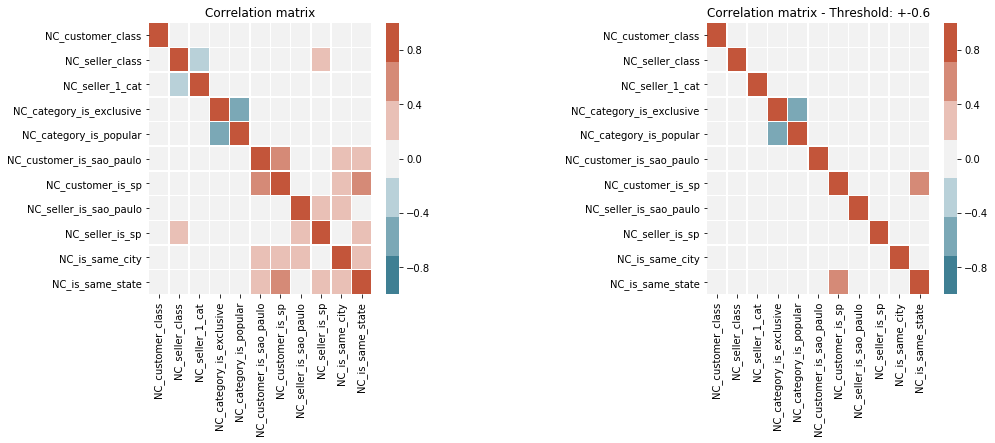 Correlation matrix
NC_customer_class
NC_seller_class
NC_seller_1_cat
NC_category_is_exclusive
NC_category_is_popular
NC_customer_is_sao_paulo
NC_customer_is_sp
NC_seller_is_sao_paulo
NC_seller_is_sp
NC_is_same_city
NC_is_same_state
NC_customer_class
NC_seller_class
NC_seller_1_cat
NC_category_is_exclusive
NC_category_is_popular
NC_customer_is_sao_paulo
NC_customer_is_sp
NC_seller_is_sao_paulo
NC_seller_is_sp
NC_is_same_city
NC_is_same_state
0.8
0.4
0.0
−0.4
−0.8
Correlation matrix - Threshold: +-0.6
NC_customer_class
NC_seller_class
NC_seller_1_cat
NC_category_is_exclusive
NC_category_is_popular
NC_customer_is_sao_paulo
NC_customer_is_sp
NC_seller_is_sao_paulo
NC_seller_is_sp
NC_is_same_city
NC_is_same_state
NC_customer_class
NC_seller_class
NC_seller_1_cat
NC_category_is_exclusive
NC_category_is_popular
NC_customer_is_sao_paulo
NC_customer_is_sp
NC_seller_is_sao_paulo
NC_seller_is_sp
NC_is_same_city
NC_is_same_state
0.8
0.4
0.0
−0.4
−0.8